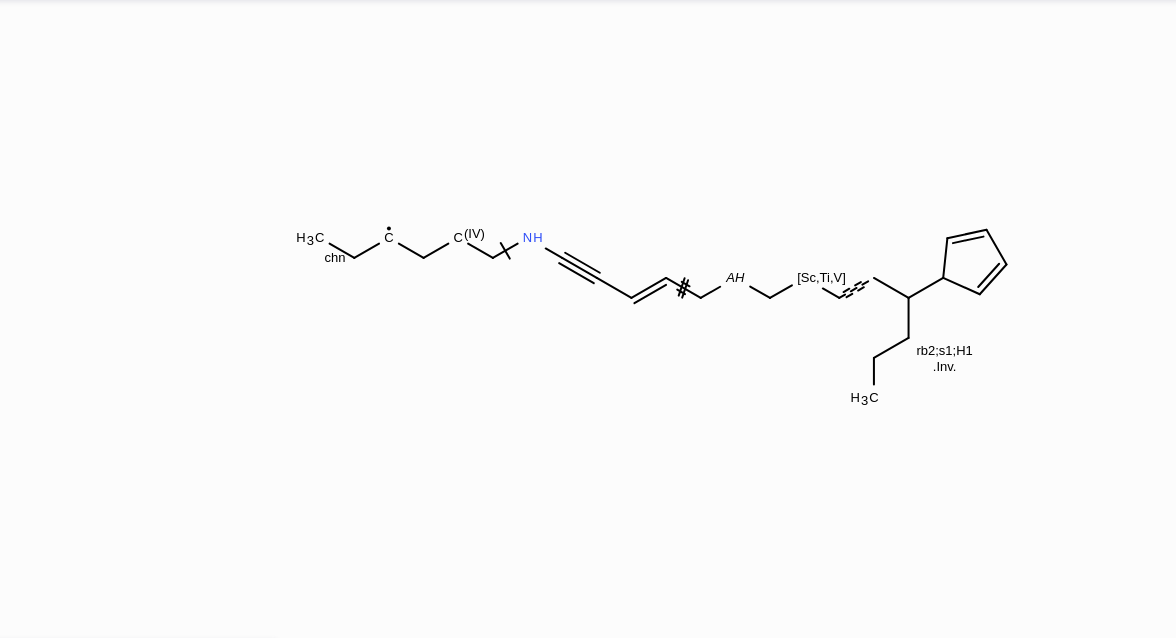 H3C
chn
C
C(IV)
NH
AH
[Sc,Ti,V]
rb2;s1;H1
.Inv.
H3C